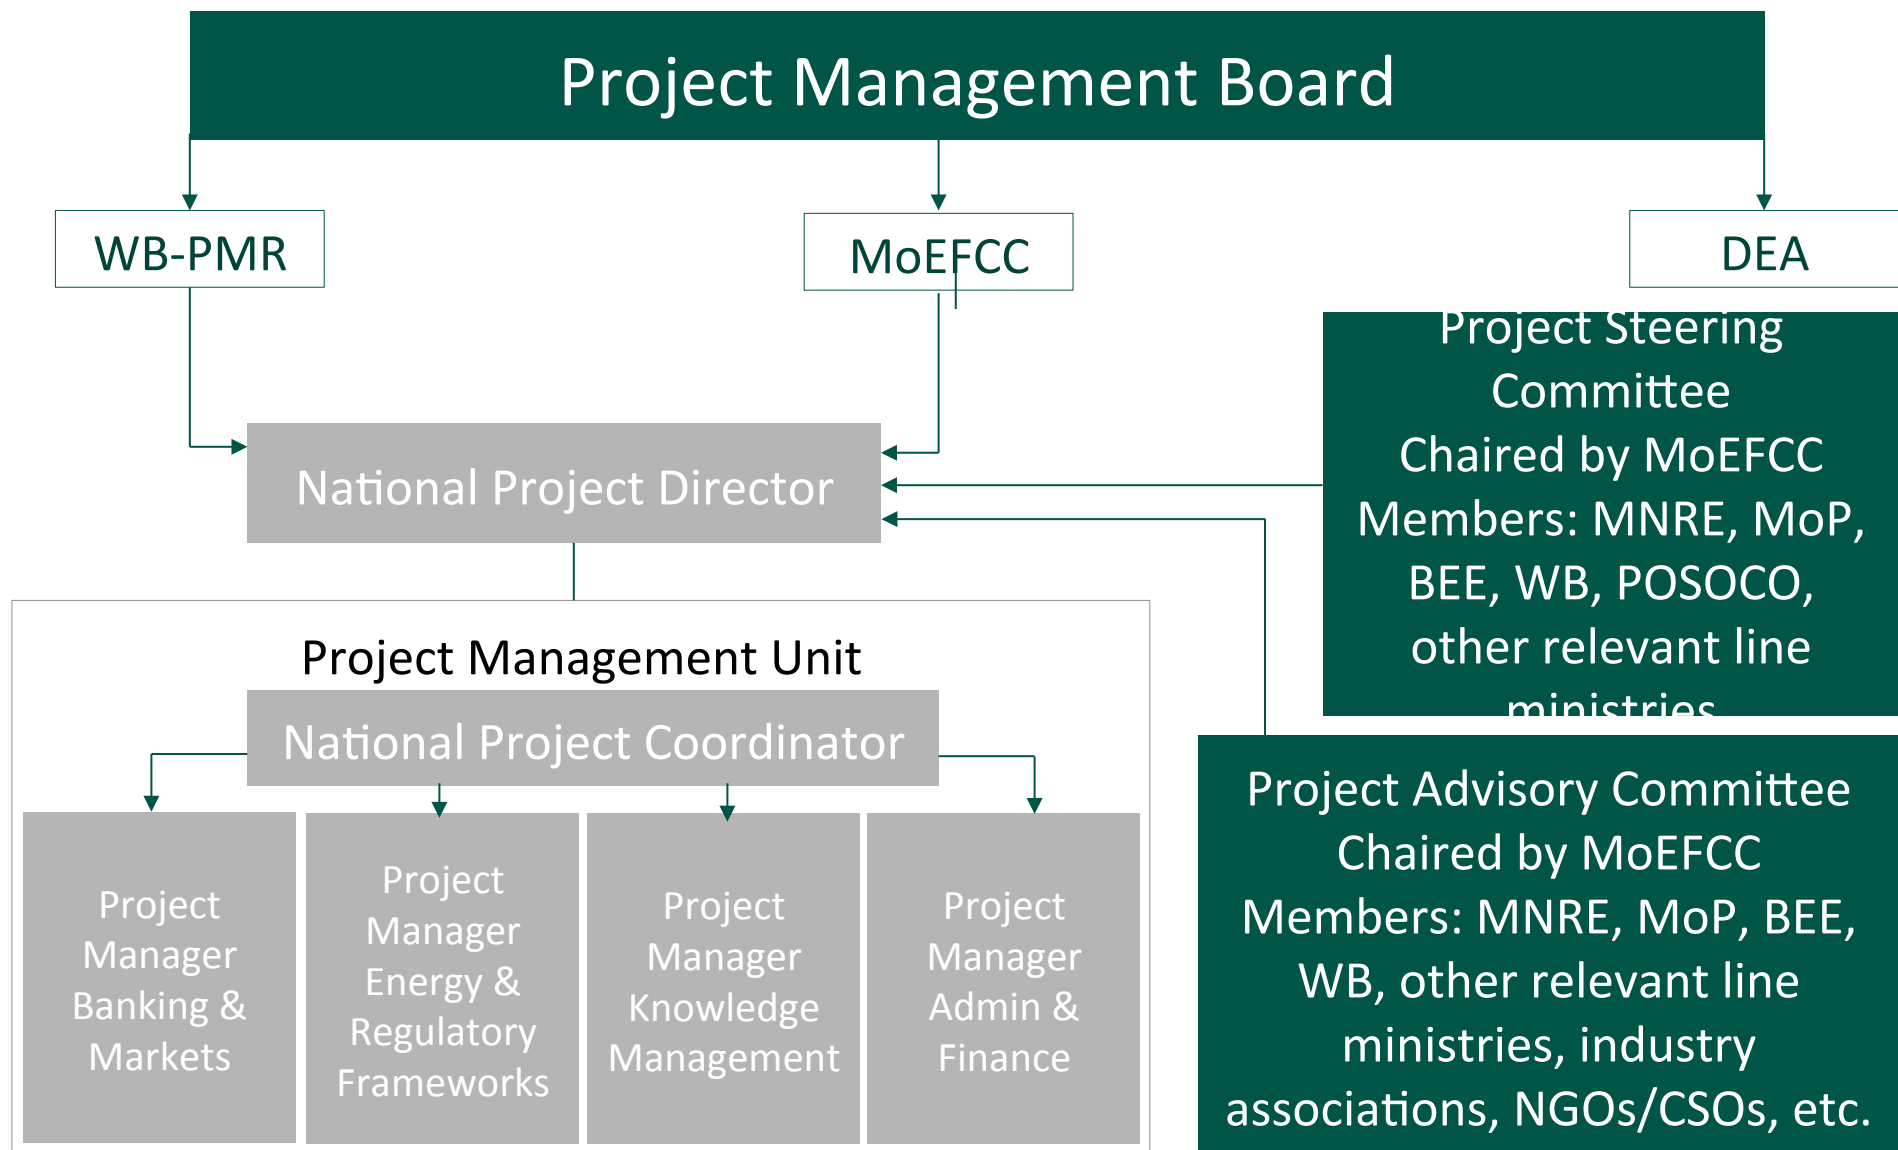 Project Management Board
WB-PMR
MoEFCC
DEA
Project Steering
Committee
Chaired by MoEFCC
Members: MNRE, MoP,
BEE, WB, POSOCO,
other relevant line
ministries
National Project Director
Project Management Unit
National Project Coordinator
Project
Manager
Banking &
Markets
Project
Manager
Energy &
Regulatory
Frameworks
Project
Manager
Knowledge
Management
Project
Manager
Admin &
Finance
Project Advisory Committee
Chaired by MoEFCC
Members: MNRE, MoP, BEE,
WB, other relevant line
ministries, industry
associations, NGOs/CSOs, etc.